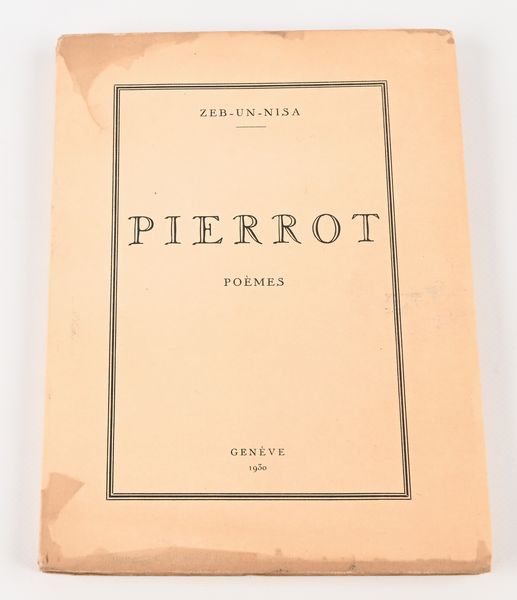 ZEB-UN-NISA
PIERROT
POÈMES
GENÈVE
1930